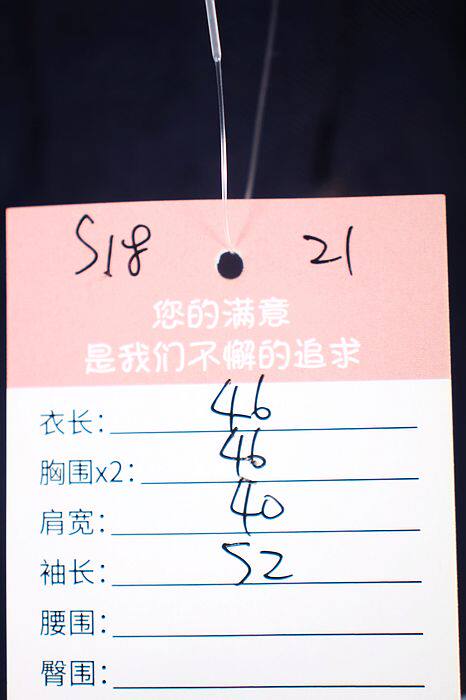 S18 21
您的满意
是我们不懈的追求
衣长: 46
胸围x2: 46
肩宽: 40
袖长: 52
腰围:
臀围: